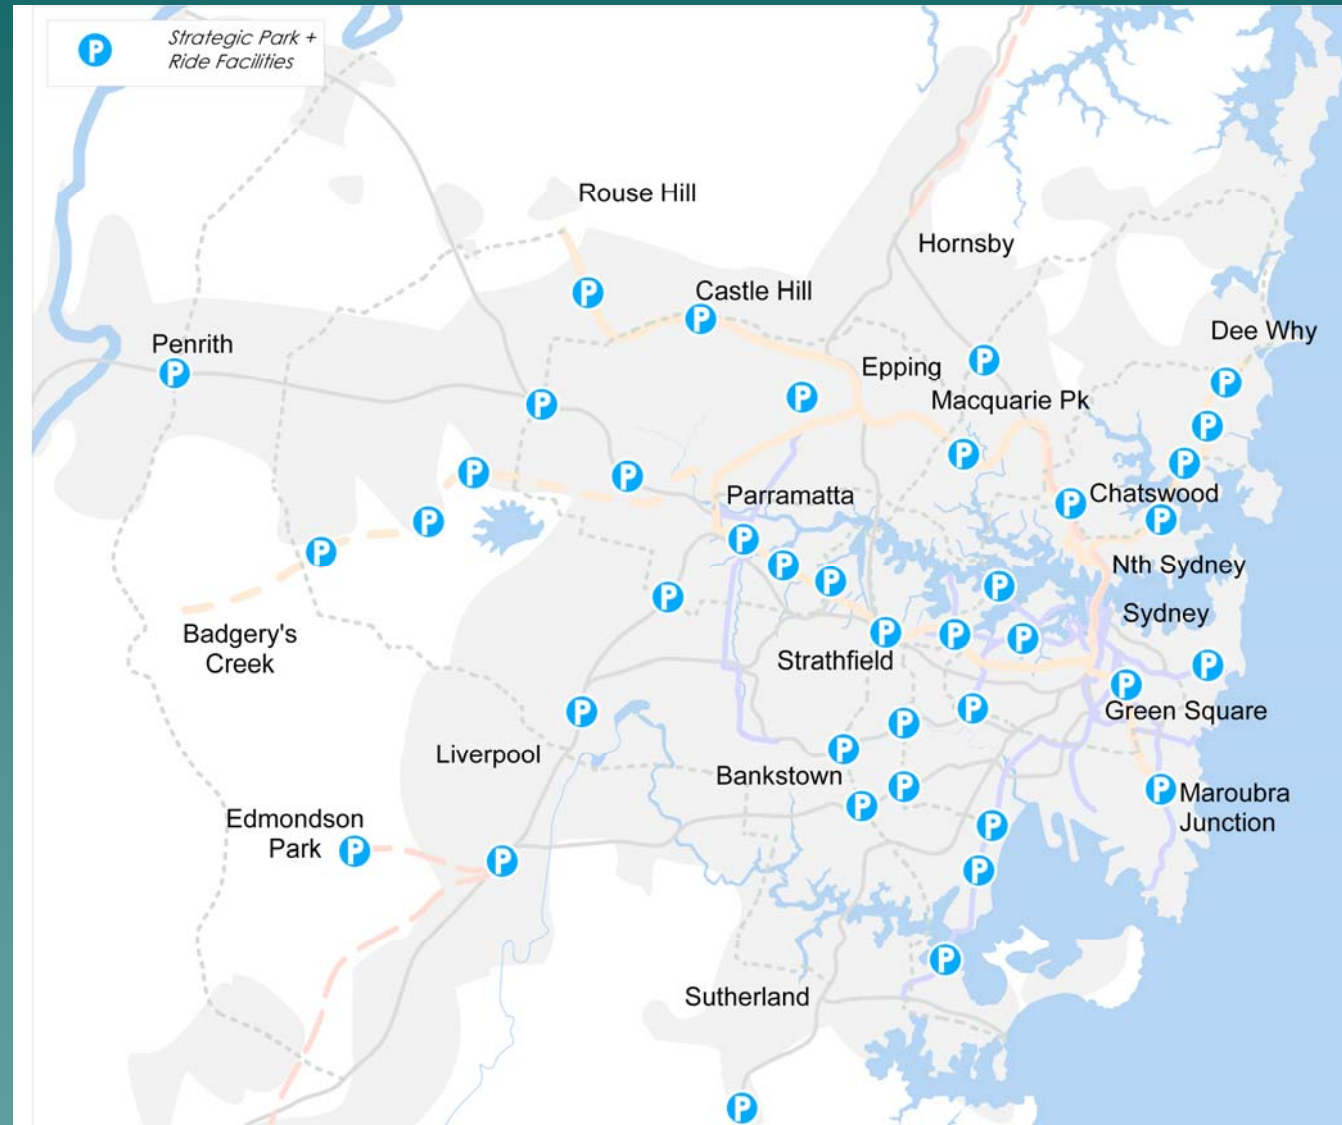 P
Strategic Park +
Ride Facilities
Rouse Hill
Hornsby
P
Castle Hill
P
Dee Why
Penrith
P
Epping
P
P
P
Macquarie Pk
P
P
P
P
P
P
P
Chatswood
Parramatta
P
P
P
P
P
Nth Sydney
P
P
P
P
Sydney
Badgery's
Creek
P
P
P
Strathfield
P
P
P
P
Green Square
P
P
Liverpool
P
Bankstown
P
P
P
Maroubra
Junction
Edmondson
Park
P
P
P
P
P
Sutherland
P